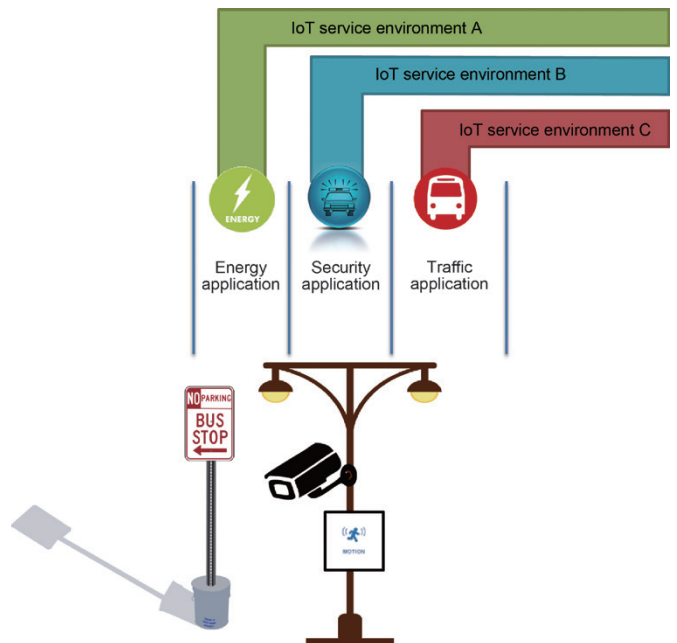 IoT service environment A
IoT service environment B
IoT service environment C
ENERGY
Energy
application
Security
application
Traffic
application
NO PARKING
BUS
STOP
MOTION